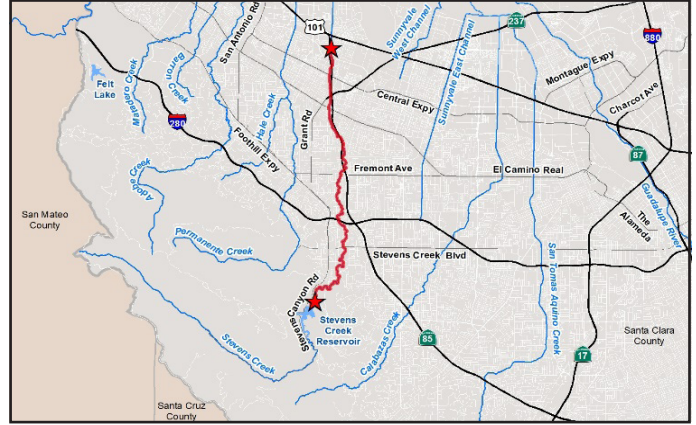 101
237
880
Sunnyvale
West Channel
Sunnyvale East Channel
San Antonio Rd
Barron
Creek
Matadero Creek
Felt
Lake
280
Hale Creek
Grant Rd
Central Expy
Montague Expy
Charcot Ave
87
Foothill Expy
Adobe
Creek
Fremont Ave
El Camino Real
Guadalupe River
The
Alameda
San Mateo
County
Permanente Creek
Stevens Creek Blvd
San Tomas Aquino Creek
Stevens
Canyon Rd
Stevens
Creek
Reservoir
Stevens Creek
Calabazas Creek
85
17
Santa Clara
County
Santa Cruz
County